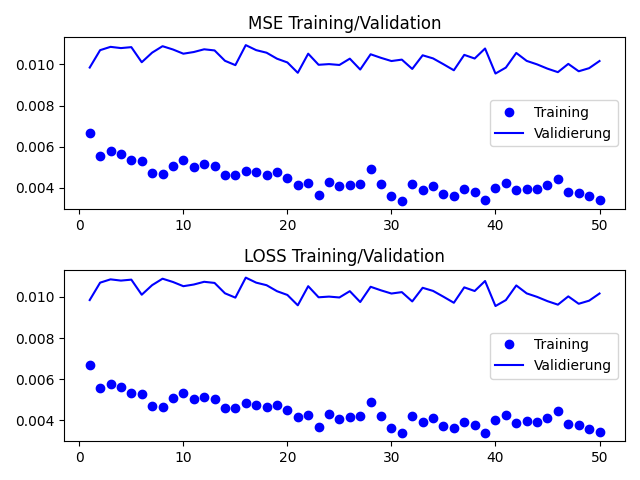 MSE Training/Validation
0.010
0.008
0.006
0.004
Training
Validierung
0 10 20 30 40 50
LOSS Training/Validation
0.010
0.008
0.006
0.004
Training
Validierung
0 10 20 30 40 50